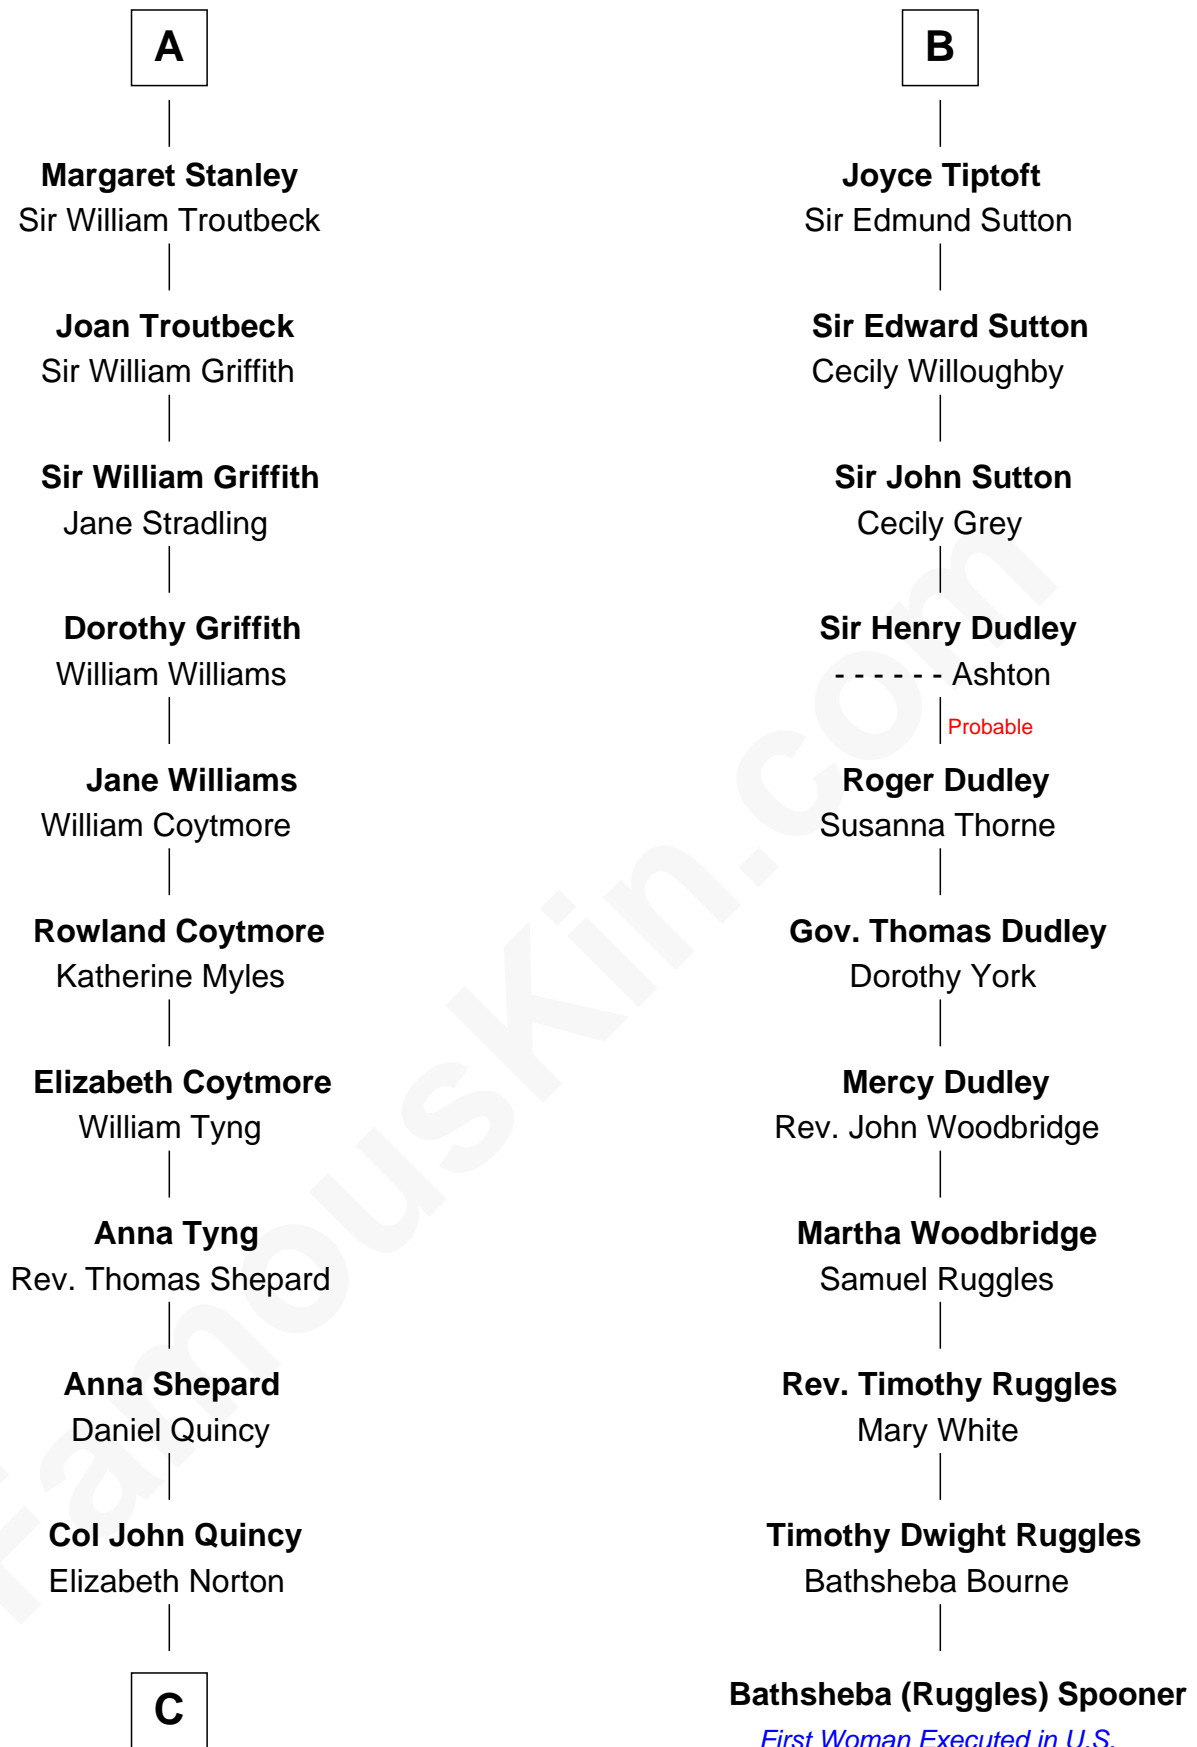 A
Margaret Stanley
Sir William Troutbeck
Joan Troutbeck
Sir William Griffith
Sir William Griffith
Jane Stradling
Dorothy Griffith
William Williams
Jane Williams
William Coytmore
Rowland Coytmore
Katherine Myles
Elizabeth Coytmore
William Tyng
Anna Tyng
Rev. Thomas Shepard
Anna Shepard
Daniel Quincy
Col John Quincy
Elizabeth Norton
C
B
Joyce Tiptoft
Sir Edmund Sutton
Sir Edward Sutton
Cecily Willoughby
Sir John Sutton
Cecily Grey
Sir Henry Dudley
- - - - - - Ashton
Probable
Roger Dudley
Susanna Thorne
Gov. Thomas Dudley
Dorothy York
Mercy Dudley
Rev. John Woodbridge
Martha Woodbridge
Samuel Ruggles
Rev. Timothy Ruggles
Mary White
Timothy Dwight Ruggles
Bathsheba Bourne
Bathsheba (Ruggles) Spooner
First Woman Executed in U.S.
FamousKin.com